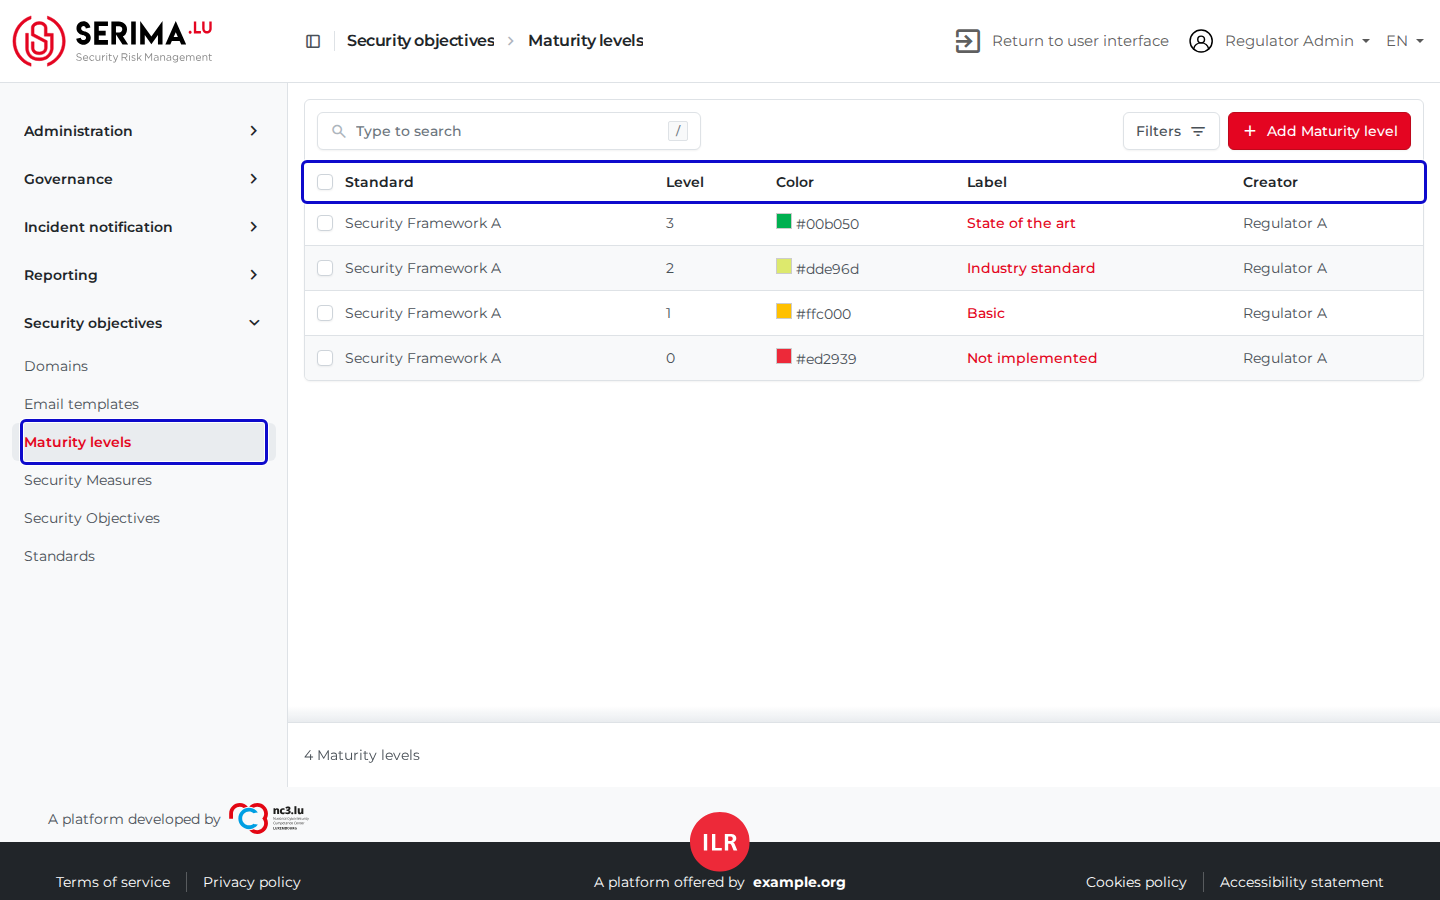 SERIMA.LU
Security Risk Management
Security objectives > Maturity levels
Return to user interface
Regulator Admin
EN
Administration
Governance
Incident notification
Reporting
Security objectives
Domains
Email templates
Maturity levels
Security Measures
Security Objectives
Standards
Type to search /
Filters
+ Add Maturity level
Standard Level Color Label Creator
Security Framework A 3 #00b050 State of the art Regulator A
Security Framework A 2 #dde96d Industry standard Regulator A
Security Framework A 1 #ffc000 Basic Regulator A
Security Framework A 0 #ed2939 Not implemented Regulator A
4 Maturity levels
A platform developed by
nc3.lu
LUXEMBOURG
ILR
Terms of service
Privacy policy
A platform offered by example.org
Cookies policy
Accessibility statement